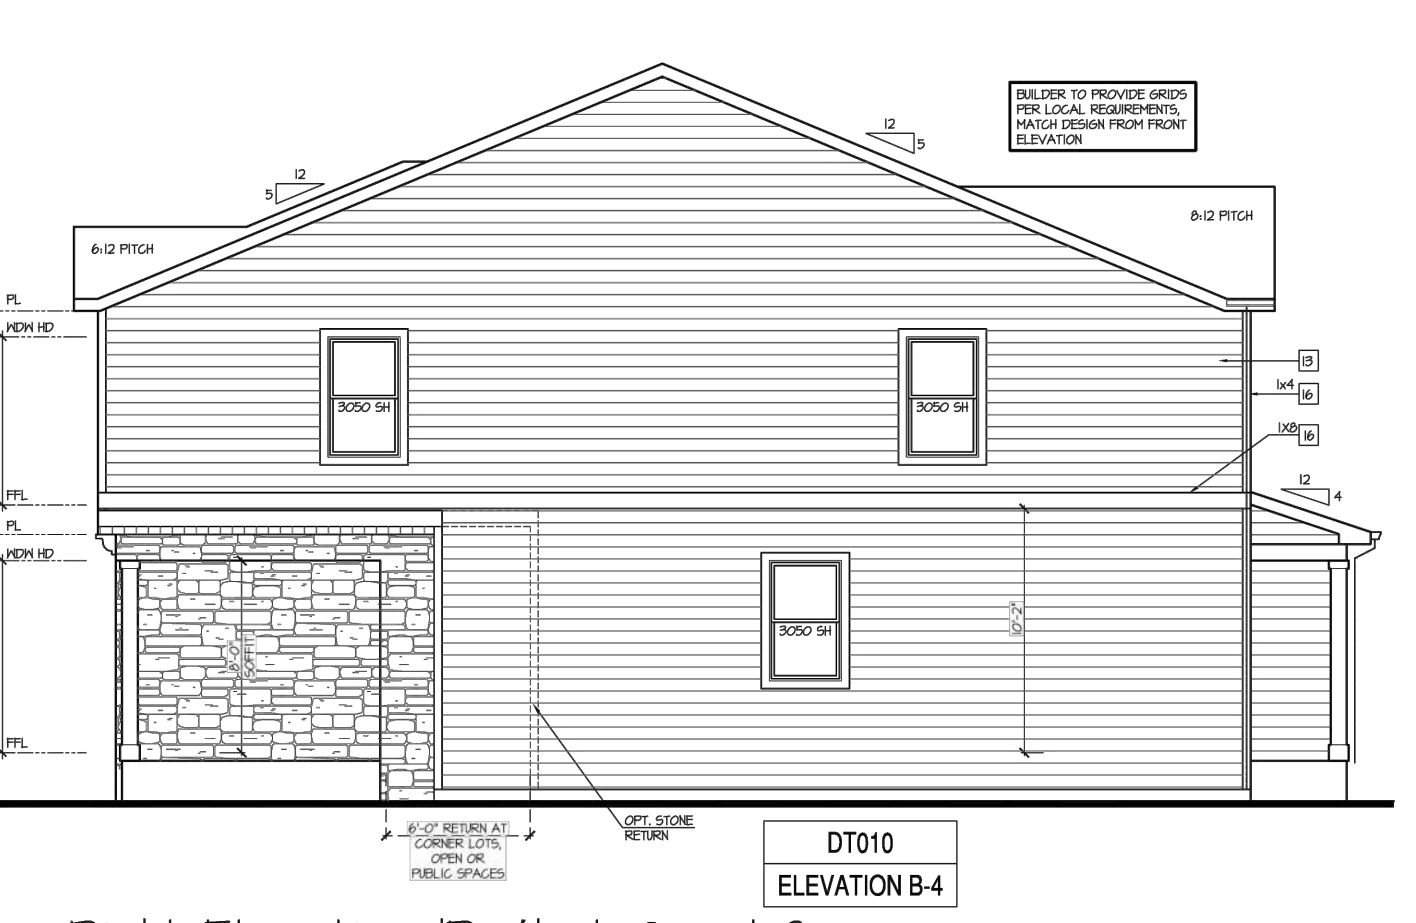 BUILDER TO PROVIDE GRIDS
PER LOCAL REQUIREMENTS,
MATCH DESIGN FROM FRONT
ELEVATION
12
5
12
5
8:12 PITCH
6:12 PITCH
PL
WDW HD
13
1x4
16
3050 SH
3050 SH
1X8
16
12
4
FFL
PL
WDW HD
10'-2"
3050 SH
8'-0"
SOFFIT
FFL
OPT. STONE
RETURN
6'-0" RETURN AT
CORNER LOTS,
OPEN OR
PUBLIC SPACES
DT010
ELEVATION B-4